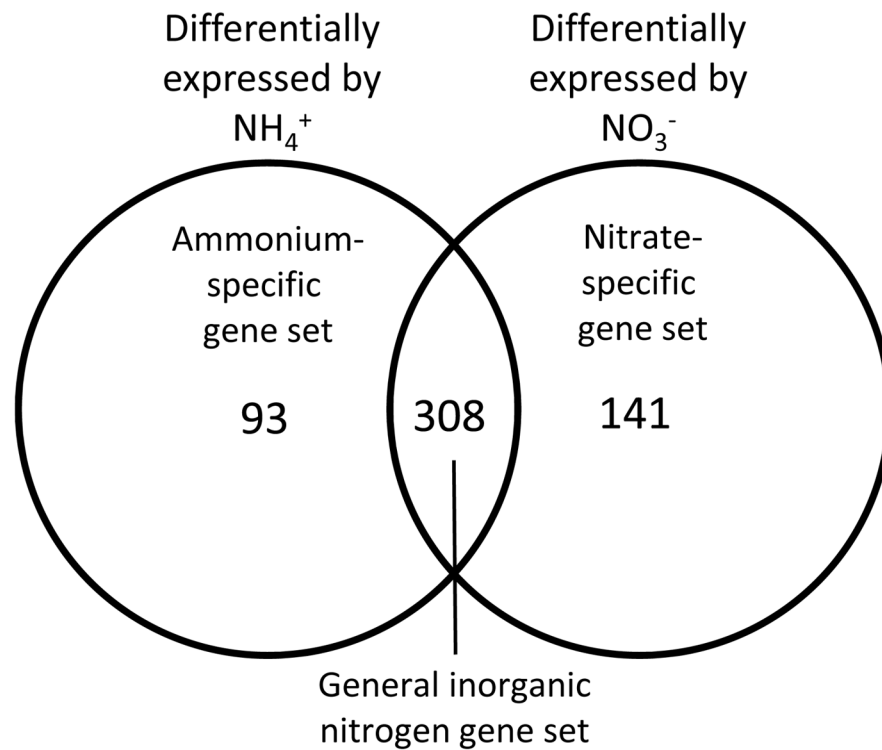 Differentially
expressed by
NH₄⁺
Differentially
expressed by
NO₃⁻
Ammonium-
specific
gene set
Nitrate-
specific
gene set
93
308
141
General inorganic
nitrogen gene set